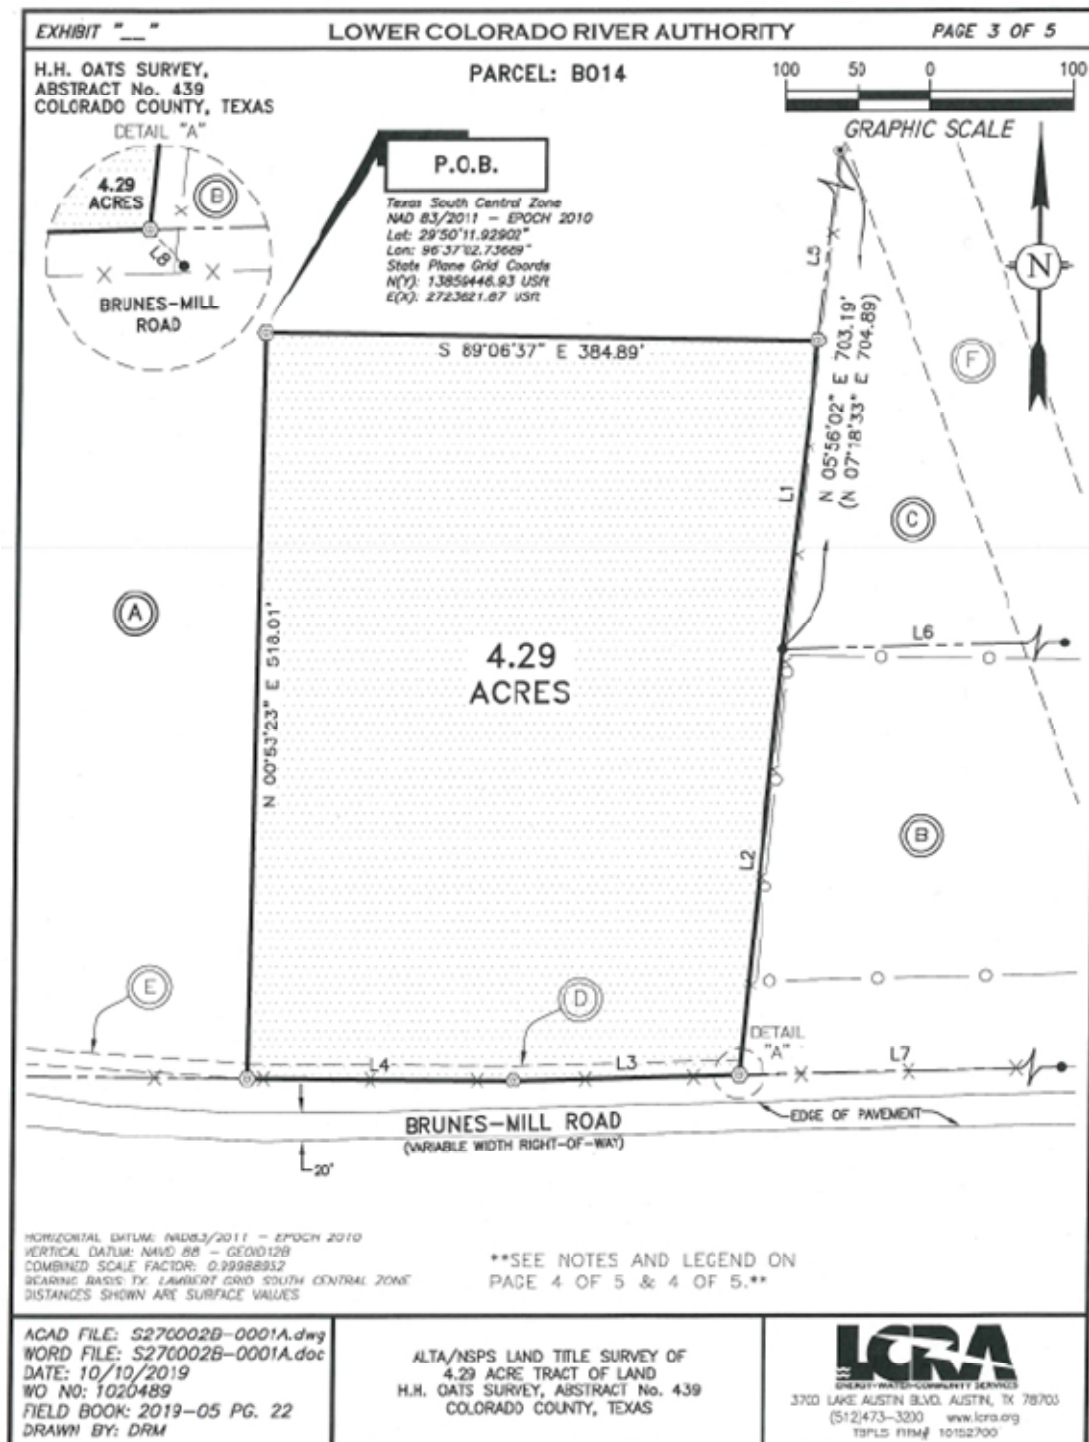 EXHIBIT "__"
LOWER COLORADO RIVER AUTHORITY
PAGE 3 OF 5
H.H. OATS SURVEY,
ABSTRACT No. 439
COLORADO COUNTY, TEXAS
PARCEL: B014
100 50 0 100
GRAPHIC SCALE
DETAIL "A"
4.29
ACRES
B
L8
BRUNES-MILL
ROAD
P.O.B.
Texas South Central Zone
NAD 83/2011 - EPOCH 2010
Lat: 29°50'11.92902"
Lon: 96°37'02.73689"
State Plane Grid Coords
N(Y): 13859446.93 USft
E(X): 2723621.67 USft
N
S 89°06'37" E 384.89'
L5
N 05°56'02" E 703.19'
(N 07°18'33" E 704.89)
F
L1
C
A
N 00°53'23" E 518.01'
4.29
ACRES
L6
B
L2
E
D
DETAIL
"A"
L4
L3
L7
BRUNES-MILL ROAD
(VARIABLE WIDTH RIGHT-OF-WAY)
EDGE OF PAVEMENT
20'
HORIZONTAL DATUM: NAD83/2011 - EPOCH 2010
VERTICAL DATUM: NAVD 88 - GEOID12B
COMBINED SCALE FACTOR: 0.99988952
BEARING BASIS: TX. LAMBERT GRID SOUTH CENTRAL ZONE
DISTANCES SHOWN ARE SURFACE VALUES
**SEE NOTES AND LEGEND ON
PAGE 4 OF 5 & 4 OF 5.**
ACAD FILE: S270002B-0001A.dwg
WORD FILE: S270002B-0001A.doc
DATE: 10/10/2019
WO NO: 1020489
FIELD BOOK: 2019-05 PG. 22
DRAWN BY: DRM
ALTA/NSPS LAND TITLE SURVEY OF
4.29 ACRE TRACT OF LAND
H.H. OATS SURVEY, ABSTRACT No. 439
COLORADO COUNTY, TEXAS
LCRA
ENERGY•WATER•COMMUNITY SERVICES
3700 LAKE AUSTIN BLVD. AUSTIN, TX 78703
(512)473-3200 www.lcra.org
TBPLS FIRM# 10152700